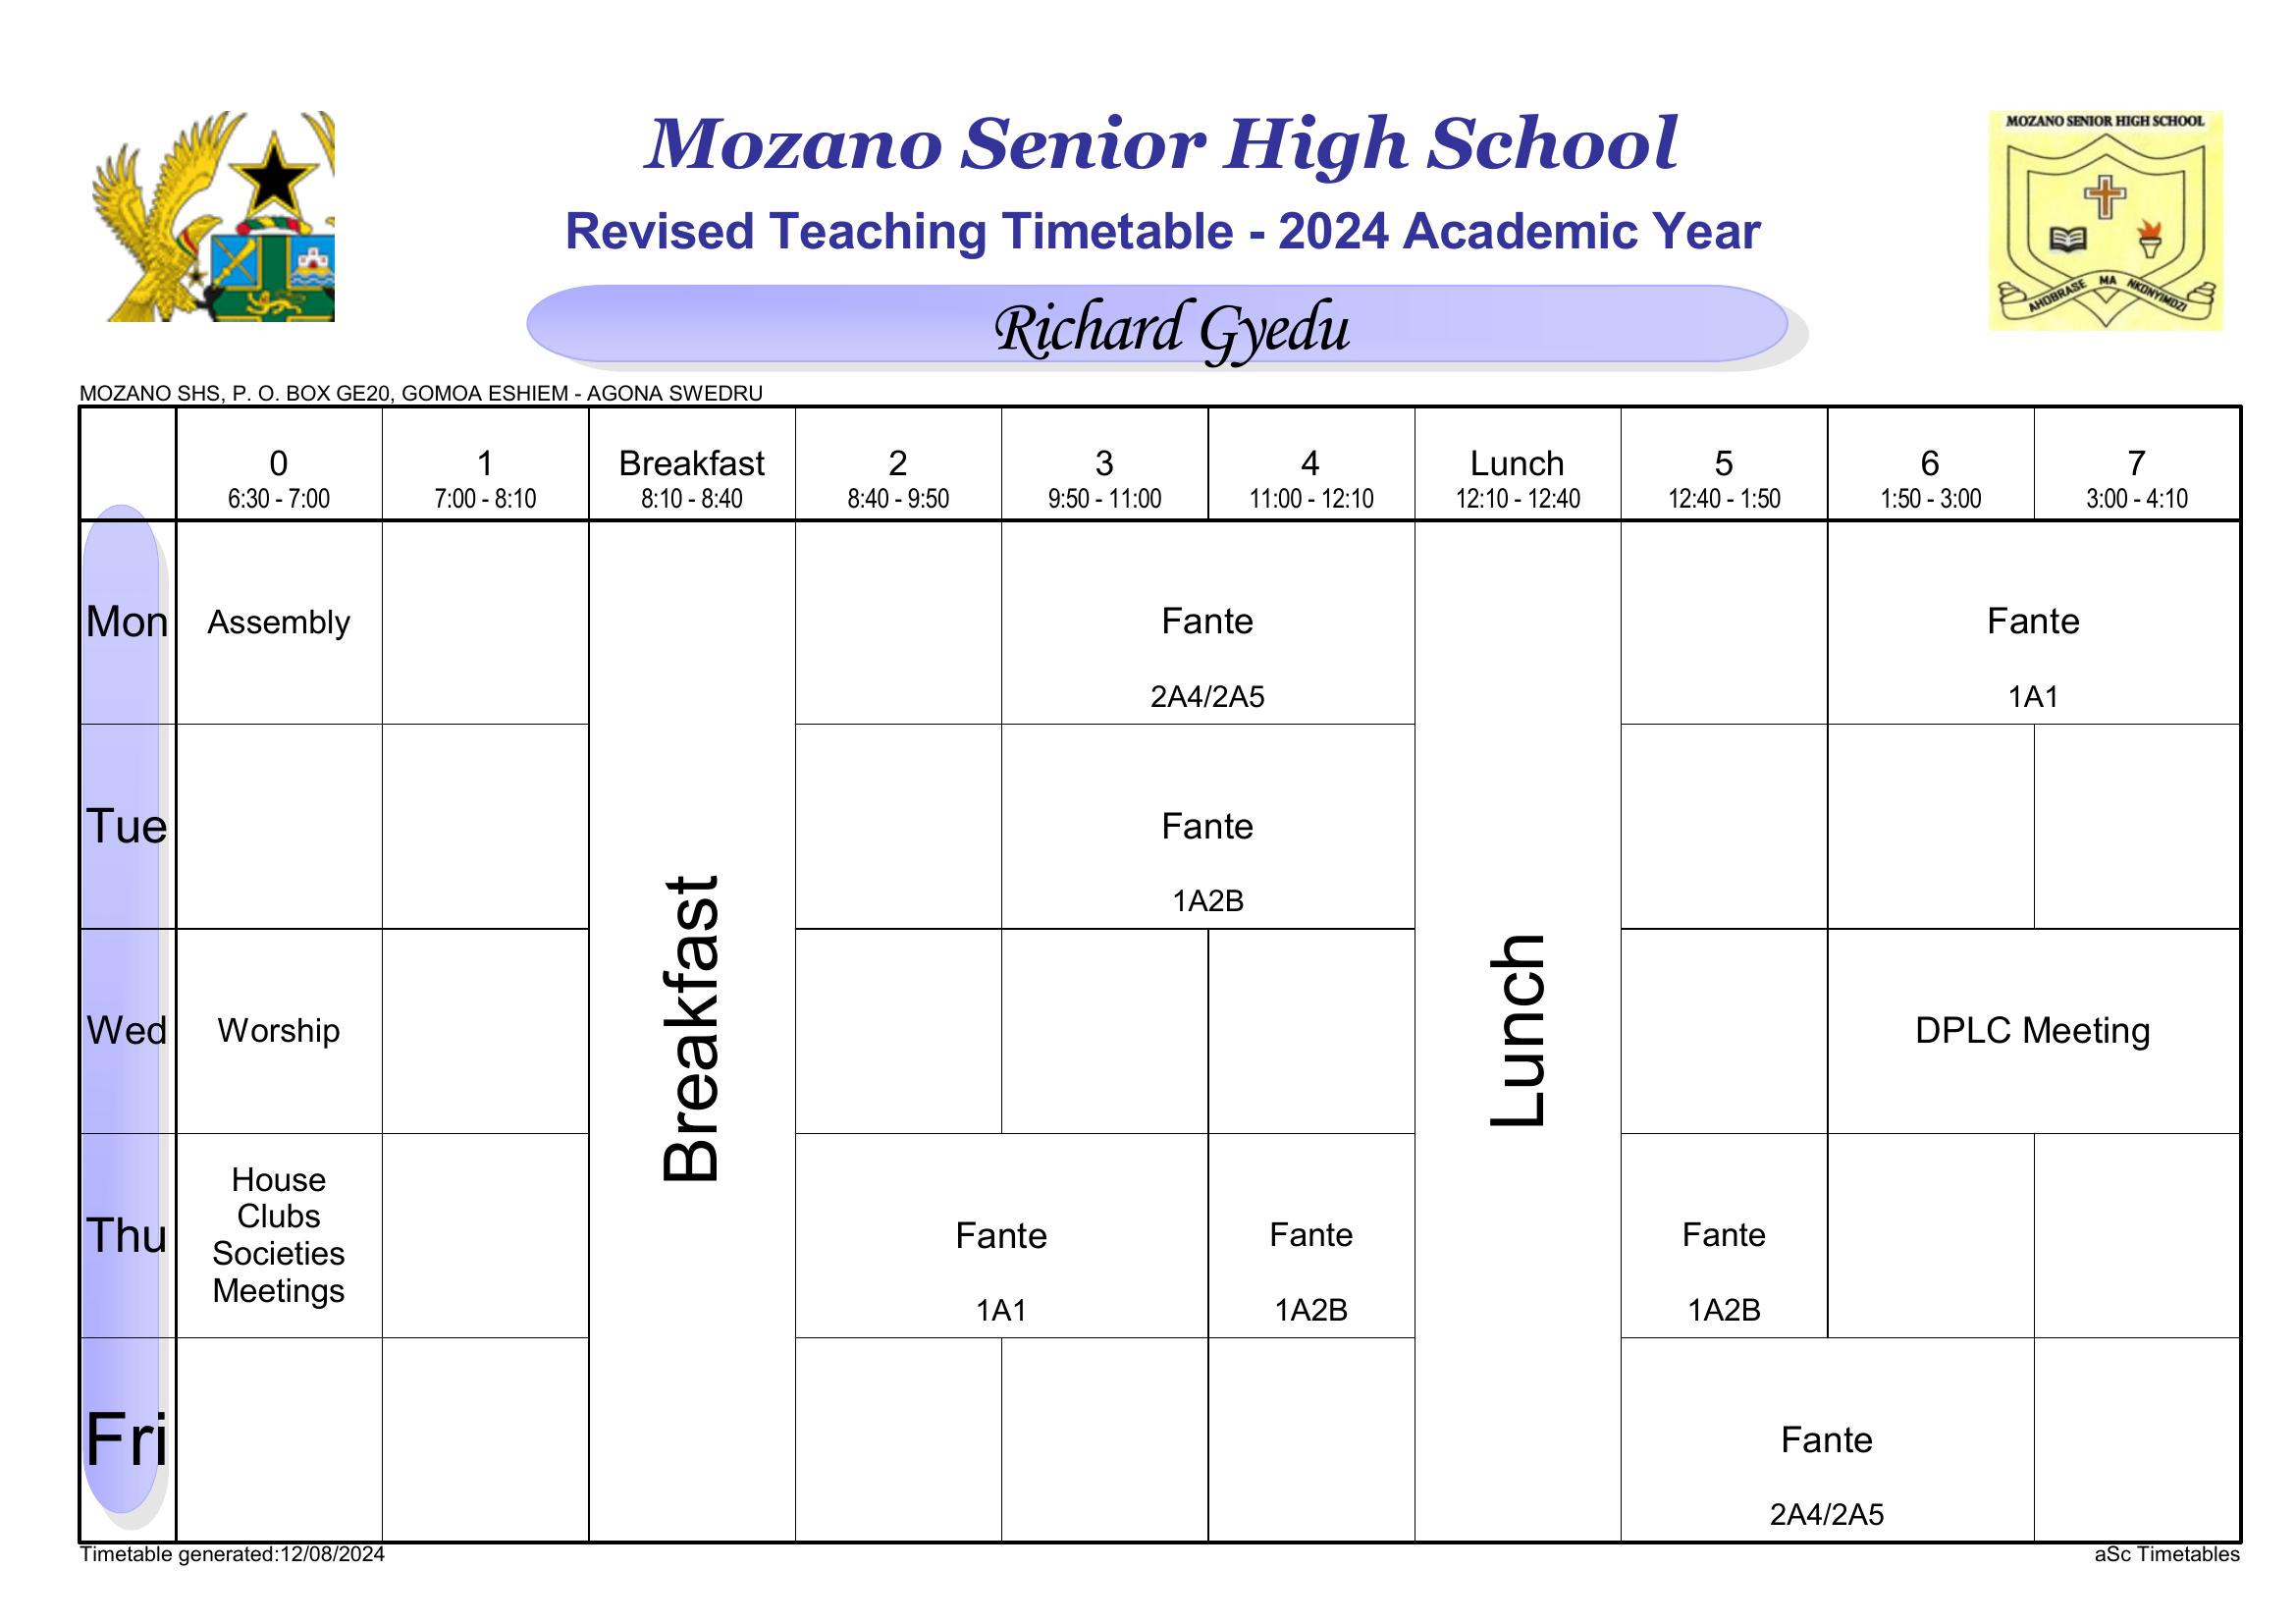 MOZANO SENIOR HIGH SCHOOL
AHOBRASE MA NKONYIMDZI
Mozano Senior High School
Revised Teaching Timetable - 2024 Academic Year
Richard Gyedu
MOZANO SHS, P. O. BOX GE20, GOMOA ESHIEM - AGONA SWEDRU
0 1 Breakfast 2 3 4 Lunch 5 6 7
6:30 - 7:00 7:00 - 8:10 8:10 - 8:40 8:40 - 9:50 9:50 - 11:00 11:00 - 12:10 12:10 - 12:40 12:40 - 1:50 1:50 - 3:00 3:00 - 4:10
Mon Assembly Fante Fante
2A4/2A5 1A1
Tue Fante
1A2B
Breakfast
Lunch
Wed Worship DPLC Meeting
House
Clubs
Thu Fante Fante Fante
Societies
Meetings
1A1 1A2B 1A2B
Fri Fante
2A4/2A5
Timetable generated:12/08/2024 aSc Timetables